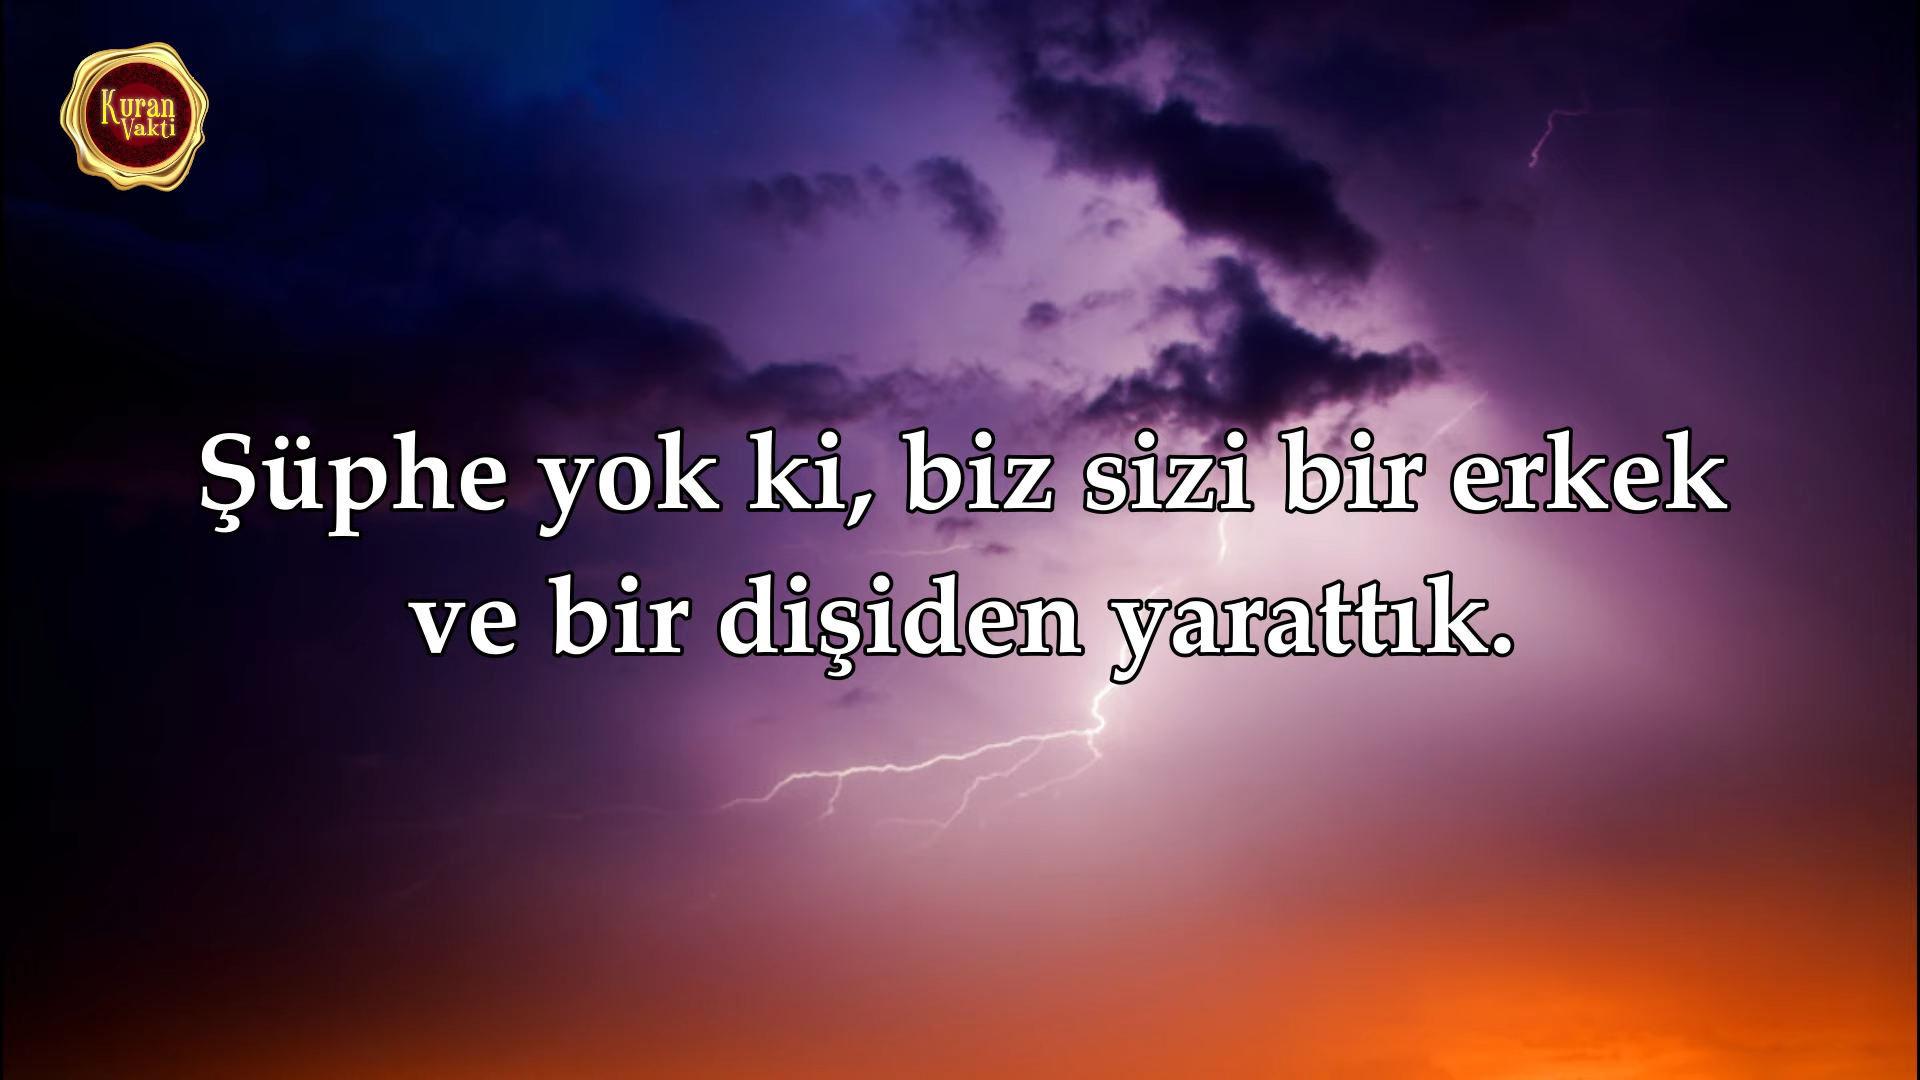 Kuran
Vakti
Şüphe yok ki, biz sizi bir erkek
ve bir dişiden yarattık.